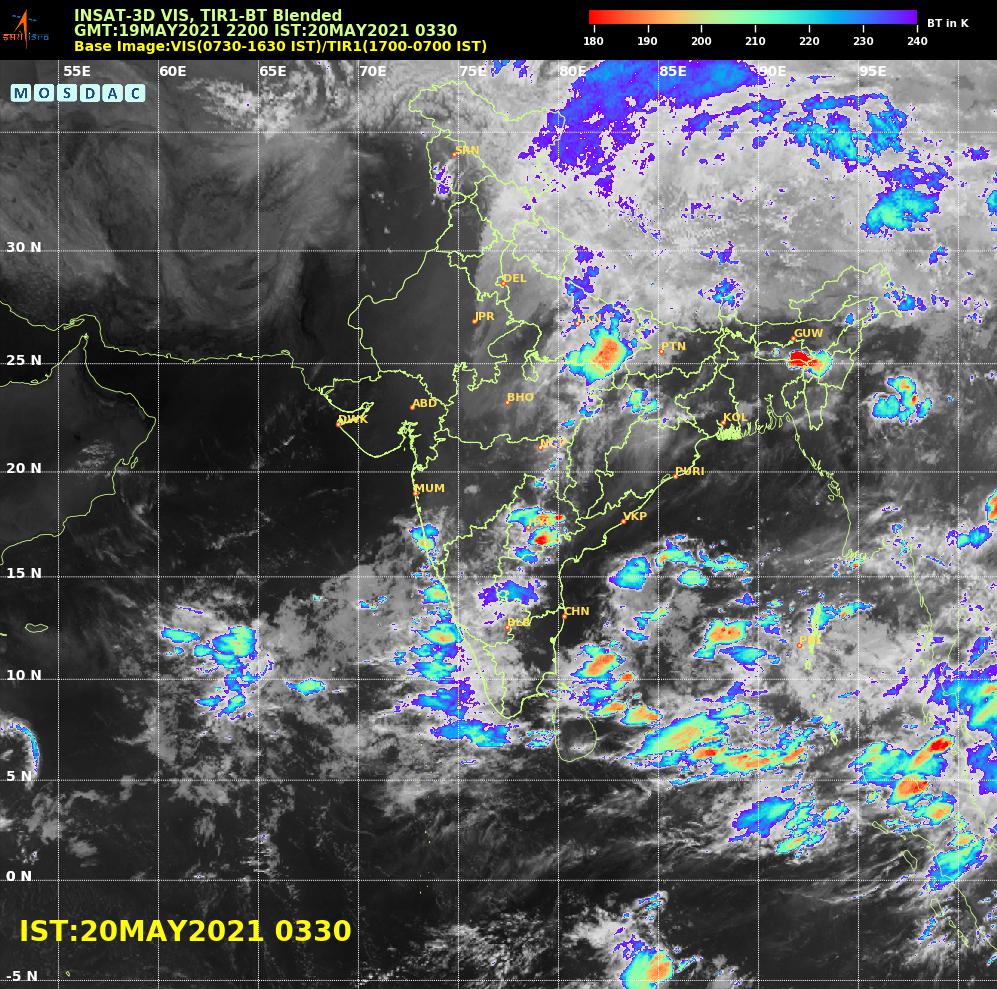 INSAT-3D VIS, TIR1-BT Blended
GMT:19MAY2021 2200 IST:20MAY2021 0330
Base Image:VIS(0730-1630 IST)/TIR1(1700-0700 IST)
BT in K
180 190 200 210 220 230 240
55E 60E 65E 70E 75E 80E 85E 90E 95E
MOSDAC
SRN
30 N
DEL
JPR
PTN
GUW
25 N
BHO
ABD
DWK
KOL
20 N
PURI
MUM
VKP
15 N
CHN
BLR
10 N
5 N
0 N
IST:20MAY2021 0330
-5 N